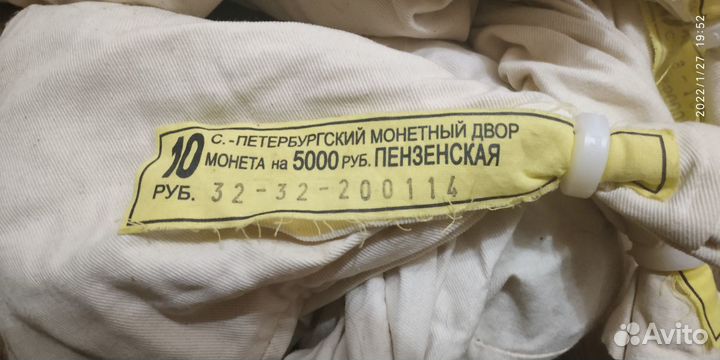 10 С.-ПЕТЕРБУРГСКИЙ МОНЕТНЫЙ ДВОР
МОНЕТА на 5000 РУБ. ПЕНЗЕНСКАЯ
РУБ. 32-32-200114
2022/1/27 19:52
Avito